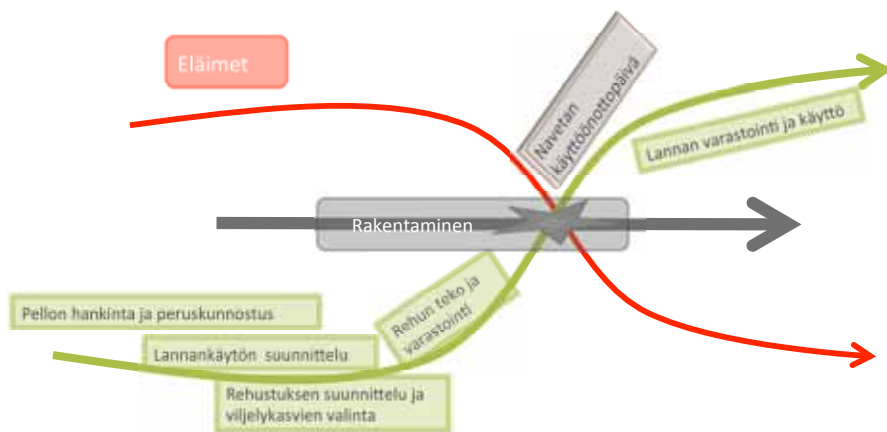 Eläimet
Navetan
käyttöönottopäivä
Lannan varastointi ja käyttö
Rakentaminen
Rehun teko ja
varastointi
Pellon hankinta ja peruskunnostus
Lannankäytön suunnittelu
Rehustuksen suunnittelu ja
viljelykasvien valinta